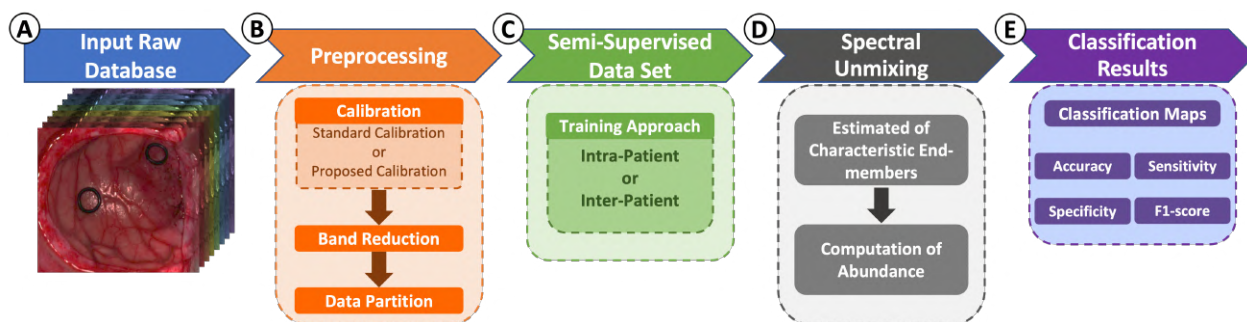 A
Input Raw
Database
B
Preprocessing
Calibration
Standard Calibration
or
Proposed Calibration
Band Reduction
Data Partition
C
Semi-Supervised
Data Set
Training Approach
Intra-Patient
or
Inter-Patient
D
Spectral
Unmixing
Estimated of
Characteristic End-
members
Computation of
Abundance
E
Classification
Results
Classification Maps
Accuracy
Sensitivity
Specificity
F1-score